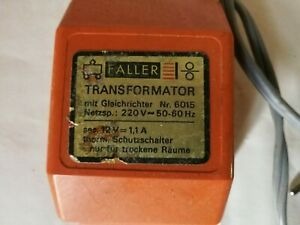 FALLER
TRANSFORMATOR
mit Gleichrichter Nr. 6015
Netzsp.: 220 V ~ 50-60 Hz
sec. 12 V = 1,1 A
therm. Schutzschalter
nur für trockene Räume